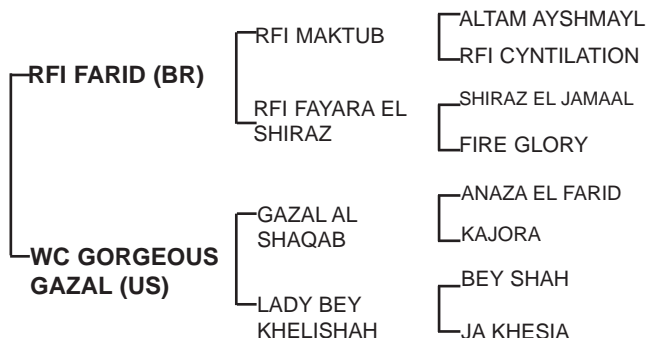 RFI FARID (BR)
RFI MAKTUB
ALTAM AYSHMAYL
RFI CYNTILATION
RFI FAYARA EL
SHIRAZ
SHIRAZ EL JAMAAL
FIRE GLORY
WC GORGEOUS
GAZAL (US)
GAZAL AL
SHAQAB
ANAZA EL FARID
KAJORA
LADY BEY
KHELISHAH
BEY SHAH
JA KHESIA